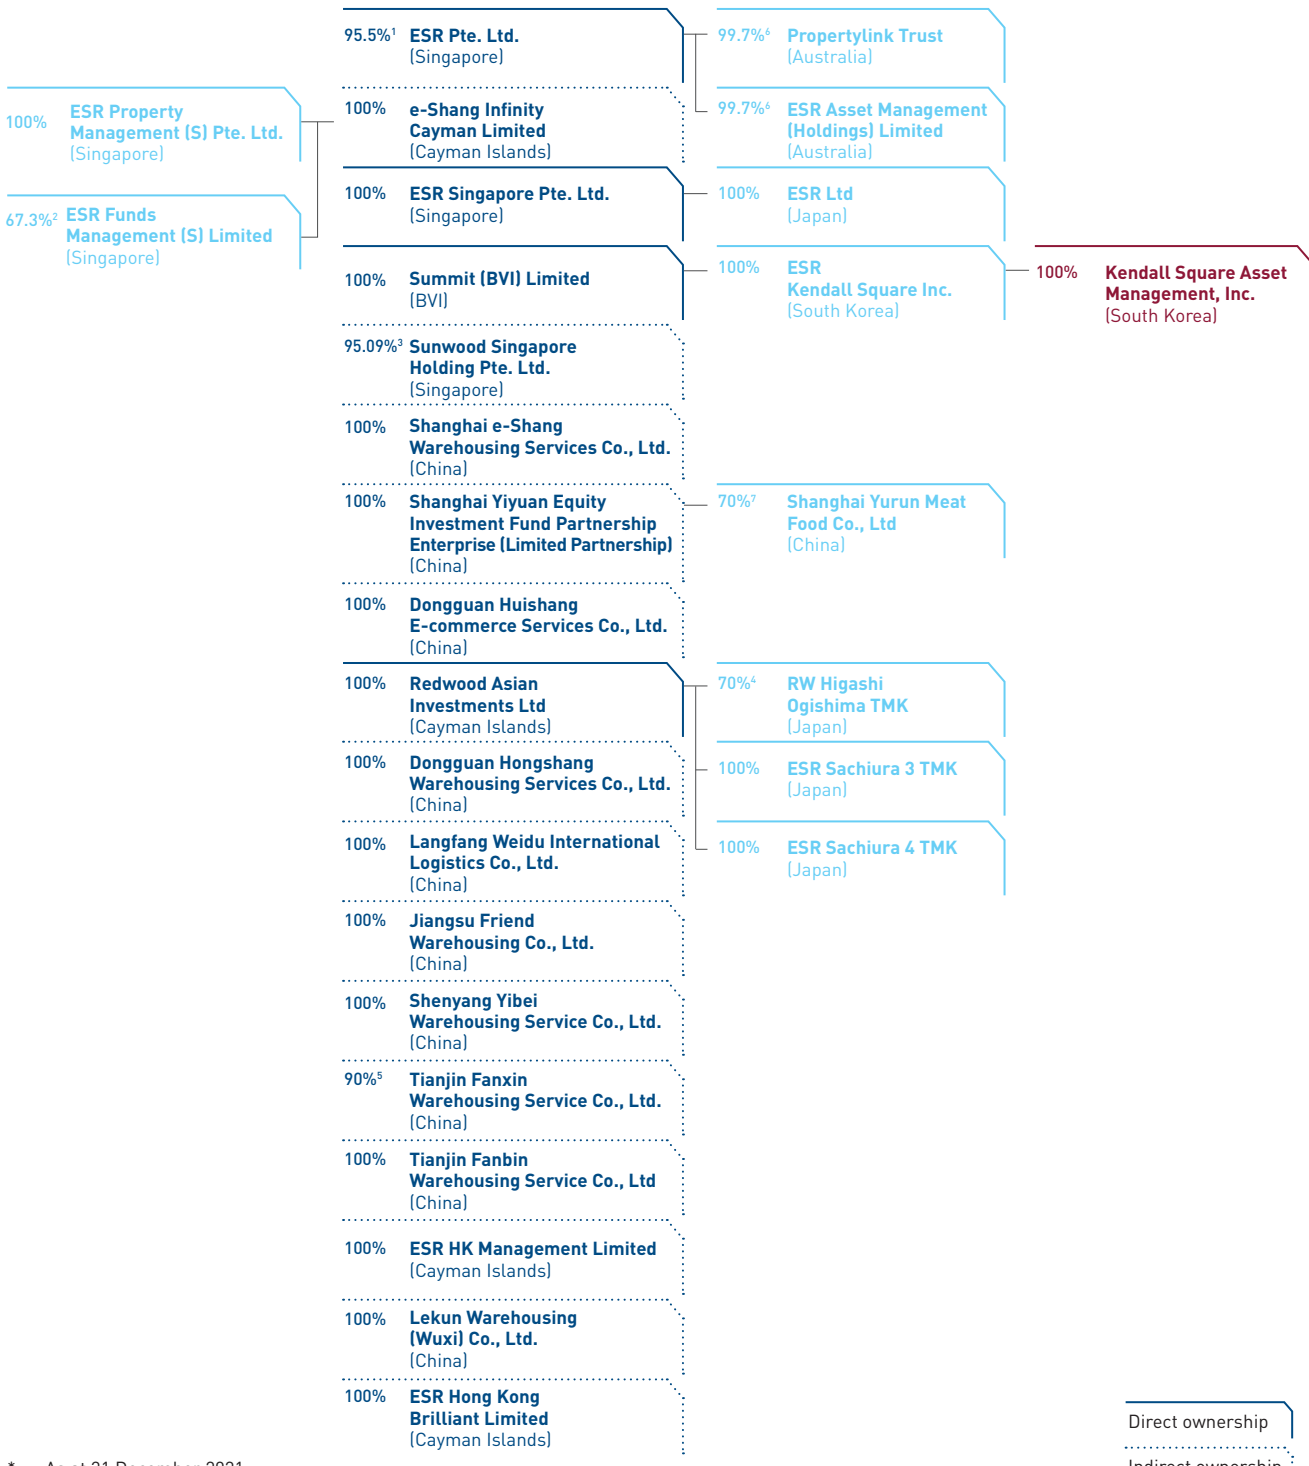 100%
ESR Property
Management (S) Pte. Ltd.
(Singapore)
67.3%2
ESR Funds
Management (S) Limited
(Singapore)
95.5%1
ESR Pte. Ltd.
(Singapore)
100%
e-Shang Infinity
Cayman Limited
(Cayman Islands)
100%
ESR Singapore Pte. Ltd.
(Singapore)
100%
Summit (BVI) Limited
(BVI)
95.09%3
Sunwood Singapore
Holding Pte. Ltd.
(Singapore)
100%
Shanghai e-Shang
Warehousing Services Co., Ltd.
(China)
100%
Shanghai Yiyuan Equity
Investment Fund Partnership
Enterprise (Limited Partnership)
(China)
100%
Dongguan Huishang
E-commerce Services Co., Ltd.
(China)
100%
Redwood Asian
Investments Ltd
(Cayman Islands)
100%
Dongguan Hongshang
Warehousing Services Co., Ltd.
(China)
100%
Langfang Weidu International
Logistics Co., Ltd.
(China)
100%
Jiangsu Friend
Warehousing Co., Ltd.
(China)
100%
Shenyang Yibei
Warehousing Service Co., Ltd.
(China)
90%5
Tianjin Fanxin
Warehousing Service Co., Ltd.
(China)
100%
Tianjin Fanbin
Warehousing Service Co., Ltd
(China)
100%
ESR HK Management Limited
(Cayman Islands)
100%
Lekun Warehousing
(Wuxi) Co., Ltd.
(China)
100%
ESR Hong Kong
Brilliant Limited
(Cayman Islands)
99.7%6
Propertylink Trust
(Australia)
99.7%6
ESR Asset Management
(Holdings) Limited
(Australia)
100%
ESR Ltd
(Japan)
100%
ESR
Kendall Square Inc.
(South Korea)
70%7
Shanghai Yurun Meat
Food Co., Ltd
(China)
70%4
RW Higashi
Ogishima TMK
(Japan)
100%
ESR Sachiura 3 TMK
(Japan)
100%
ESR Sachiura 4 TMK
(Japan)
100%
Kendall Square Asset
Management, Inc.
(South Korea)
Direct ownership
Indirect ownership
* As at 31 December 2021